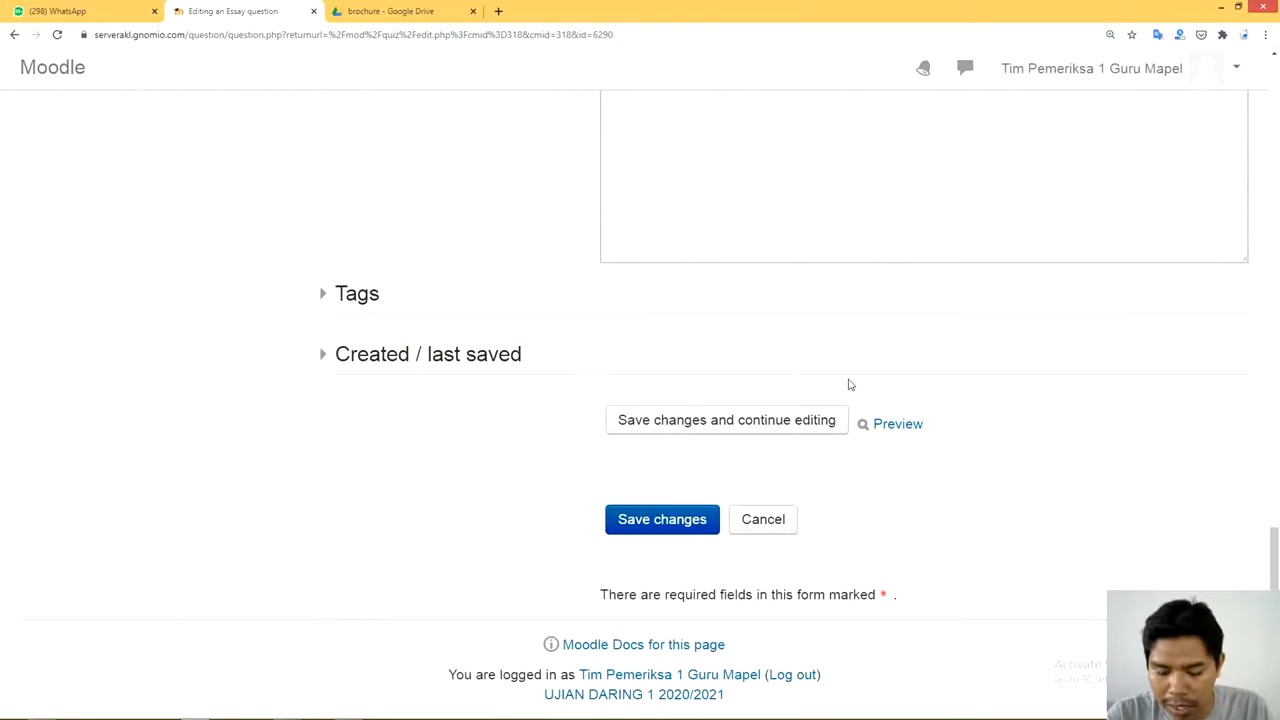 (298) WhatsApp
Editing an Essay question
brochure - Google Drive
serverakl.gnomio.com/question/question.php?returnurl=%2Fmod%2Fquiz%2Fedit.php%3Fcmid%3D318&cmid=318&id=6290
Moodle
Tim Pemeriksa 1 Guru Mapel
Tags
Created / last saved
Save changes and continue editing
Preview
Save changes
Cancel
There are required fields in this form marked * .
Moodle Docs for this page
Activate
You are logged in as Tim Pemeriksa 1 Guru Mapel (Log out)
UJIAN DARING 1 2020/2021